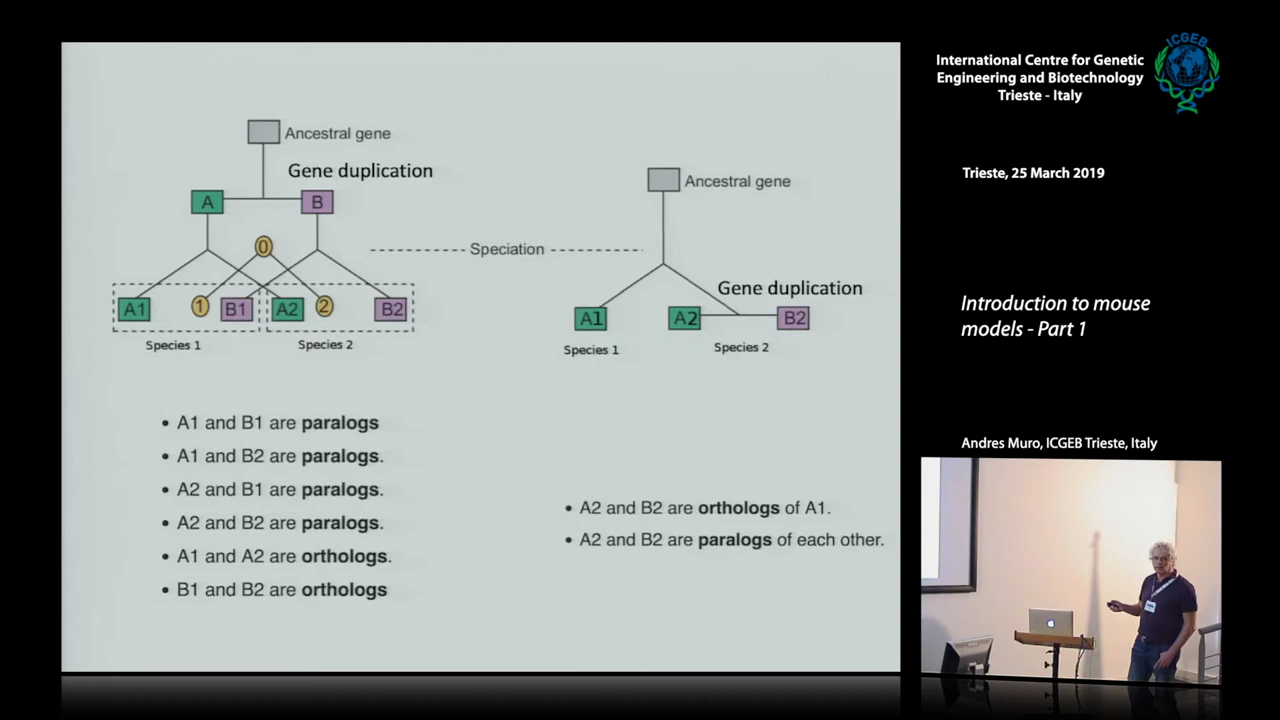 Ancestral gene
Gene duplication
A
B
0
Speciation
A1
1
B1
A2
2
B2
Species 1
Species 2
Ancestral gene
Gene duplication
A1
A2
B2
Species 1
Species 2
• A1 and B1 are paralogs
• A1 and B2 are paralogs.
• A2 and B1 are paralogs.
• A2 and B2 are paralogs.
• A1 and A2 are orthologs.
• B1 and B2 are orthologs
• A2 and B2 are orthologs of A1.
• A2 and B2 are paralogs of each other.
International Centre for Genetic
Engineering and Biotechnology
Trieste - Italy
ICGEB
Trieste, 25 March 2019
Introduction to mouse
models - Part 1
Andres Muro, ICGEB Trieste, Italy